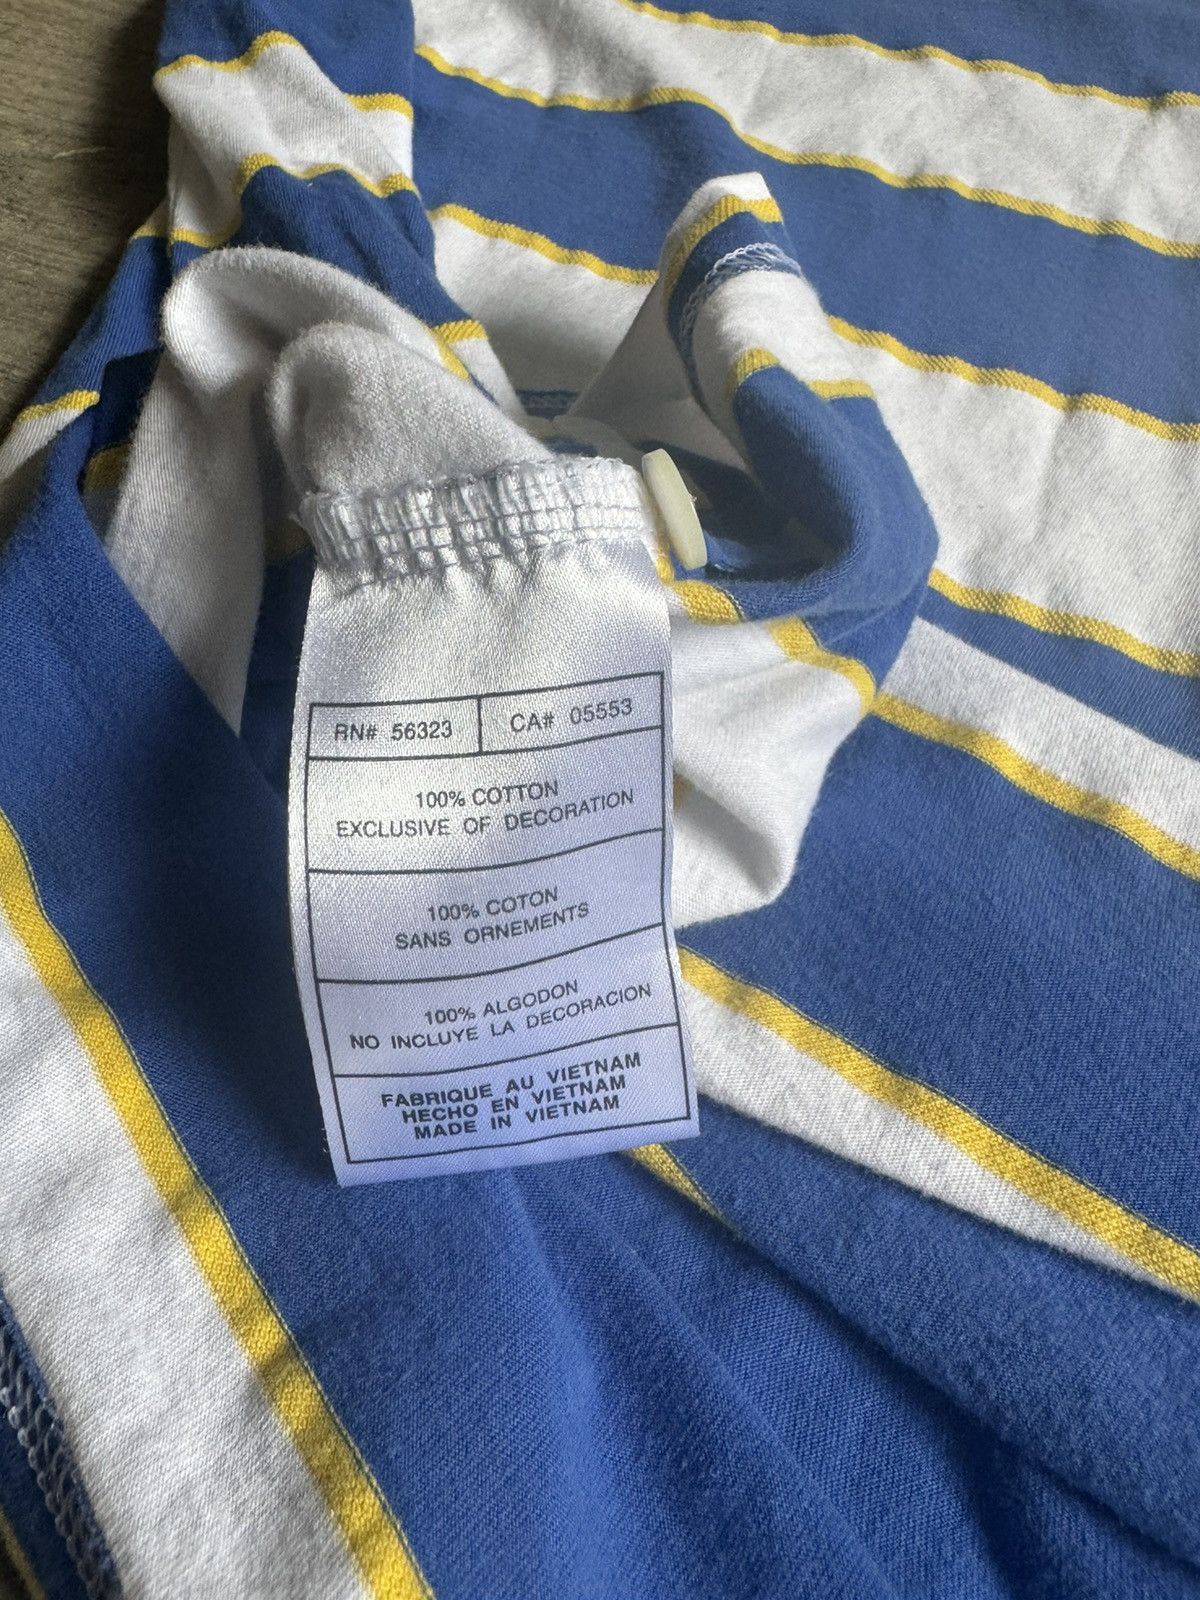 RN# 56323
CA# 05553
100% COTTON
EXCLUSIVE OF DECORATION
100% COTON
SANS ORNEMENTS
100% ALGODON
NO INCLUYE LA DECORACION
FABRIQUE AU VIETNAM
HECHO EN VIETNAM
MADE IN VIETNAM